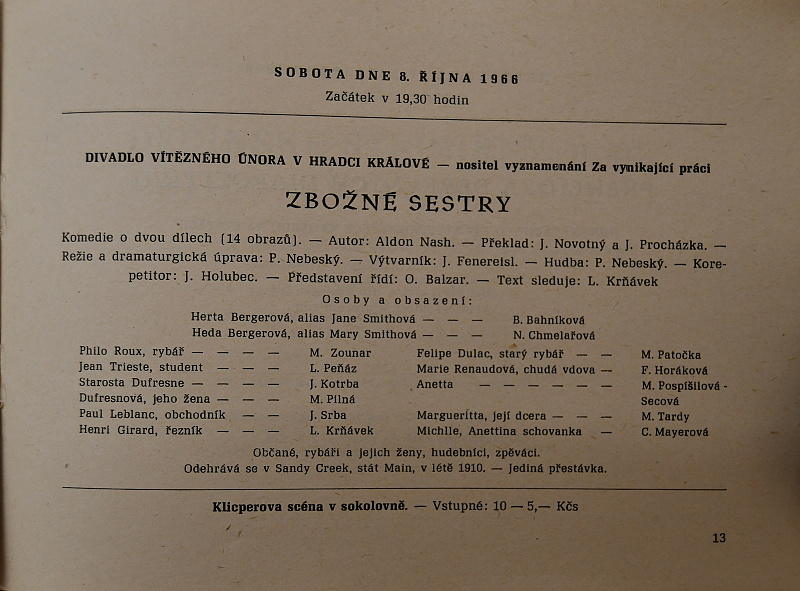 SOBOTA DNE 8. ŘÍJNA 1966
Začátek v 19,30 hodin
DIVADLO VÍTĚZNÉHO ÚNORA V HRADCI KRÁLOVÉ — nositel vyznamenání Za vynikající práci
ZBOŽNÉ SESTRY
Komedie o dvou dílech (14 obrazů). — Autor: Aldon Nash. — Překlad: J. Novotný a J. Procházka. —
Režie a dramaturgická úprava: P. Nebeský. — Výtvarník: J. Fenereisl. — Hudba: P. Nebeský. — Kore-
petitor: J. Holubec. — Představení řídí: O. Balzar. — Text sleduje: L. Krňávek
Osoby a obsazení:
Herta Bergerová, alias Jane Smithová — — — B. Bahníková
Heda Bergerová, alias Mary Smithová — — — N. Chmelařová
Philo Roux, rybář — — — — M. Zounar Felipe Dulac, starý rybář — — M. Patočka
Jean Trieste, student — — — L. Peňáz Marie Renaudová, chudá vdova — F. Horáková
Starosta Dufresne — — — — J. Kotrba Anetta — — — — — — M. Pospíšilová -
Dufresnová, jeho žena — — — M. Pilná Secová
Paul Leblanc, obchodník — — J. Srba Marguerítta, její dcera — — — M. Tardy
Henri Girard, řezník — — — L. Krňávek Michlle, Anettina schovanka — C. Mayerová
Občané, rybáři a jejich ženy, hudebníci, zpěváci.
Odehrává se v Sandy Creek, stát Main, v létě 1910. — Jediná přestávka.
Klicperova scéna v sokolovně. — Vstupné: 10 — 5,— Kčs
13